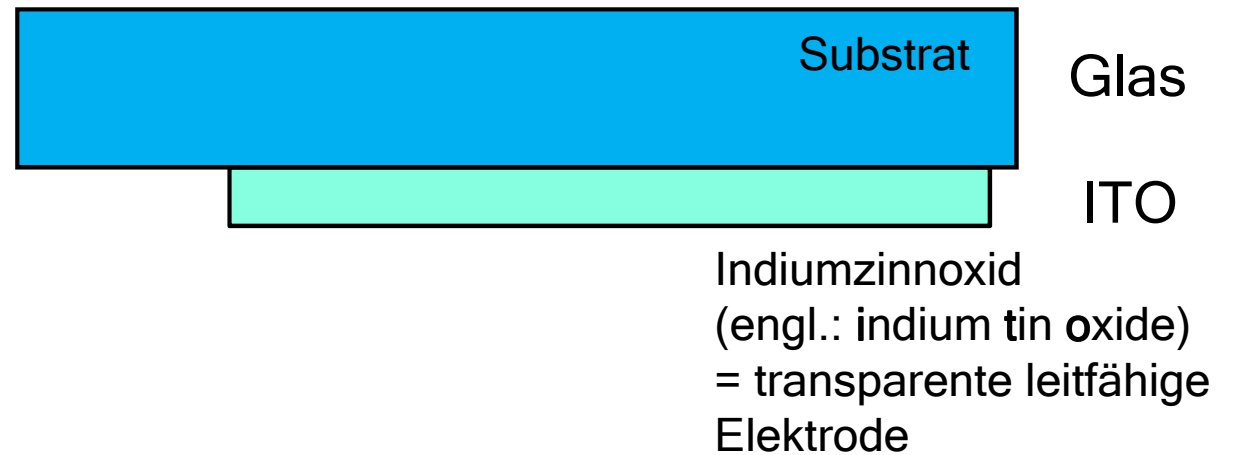 Substrat
Glas
ITO
Indiumzinnoxid
(engl.: indium tin oxide)
= transparente leitfähige
Elektrode